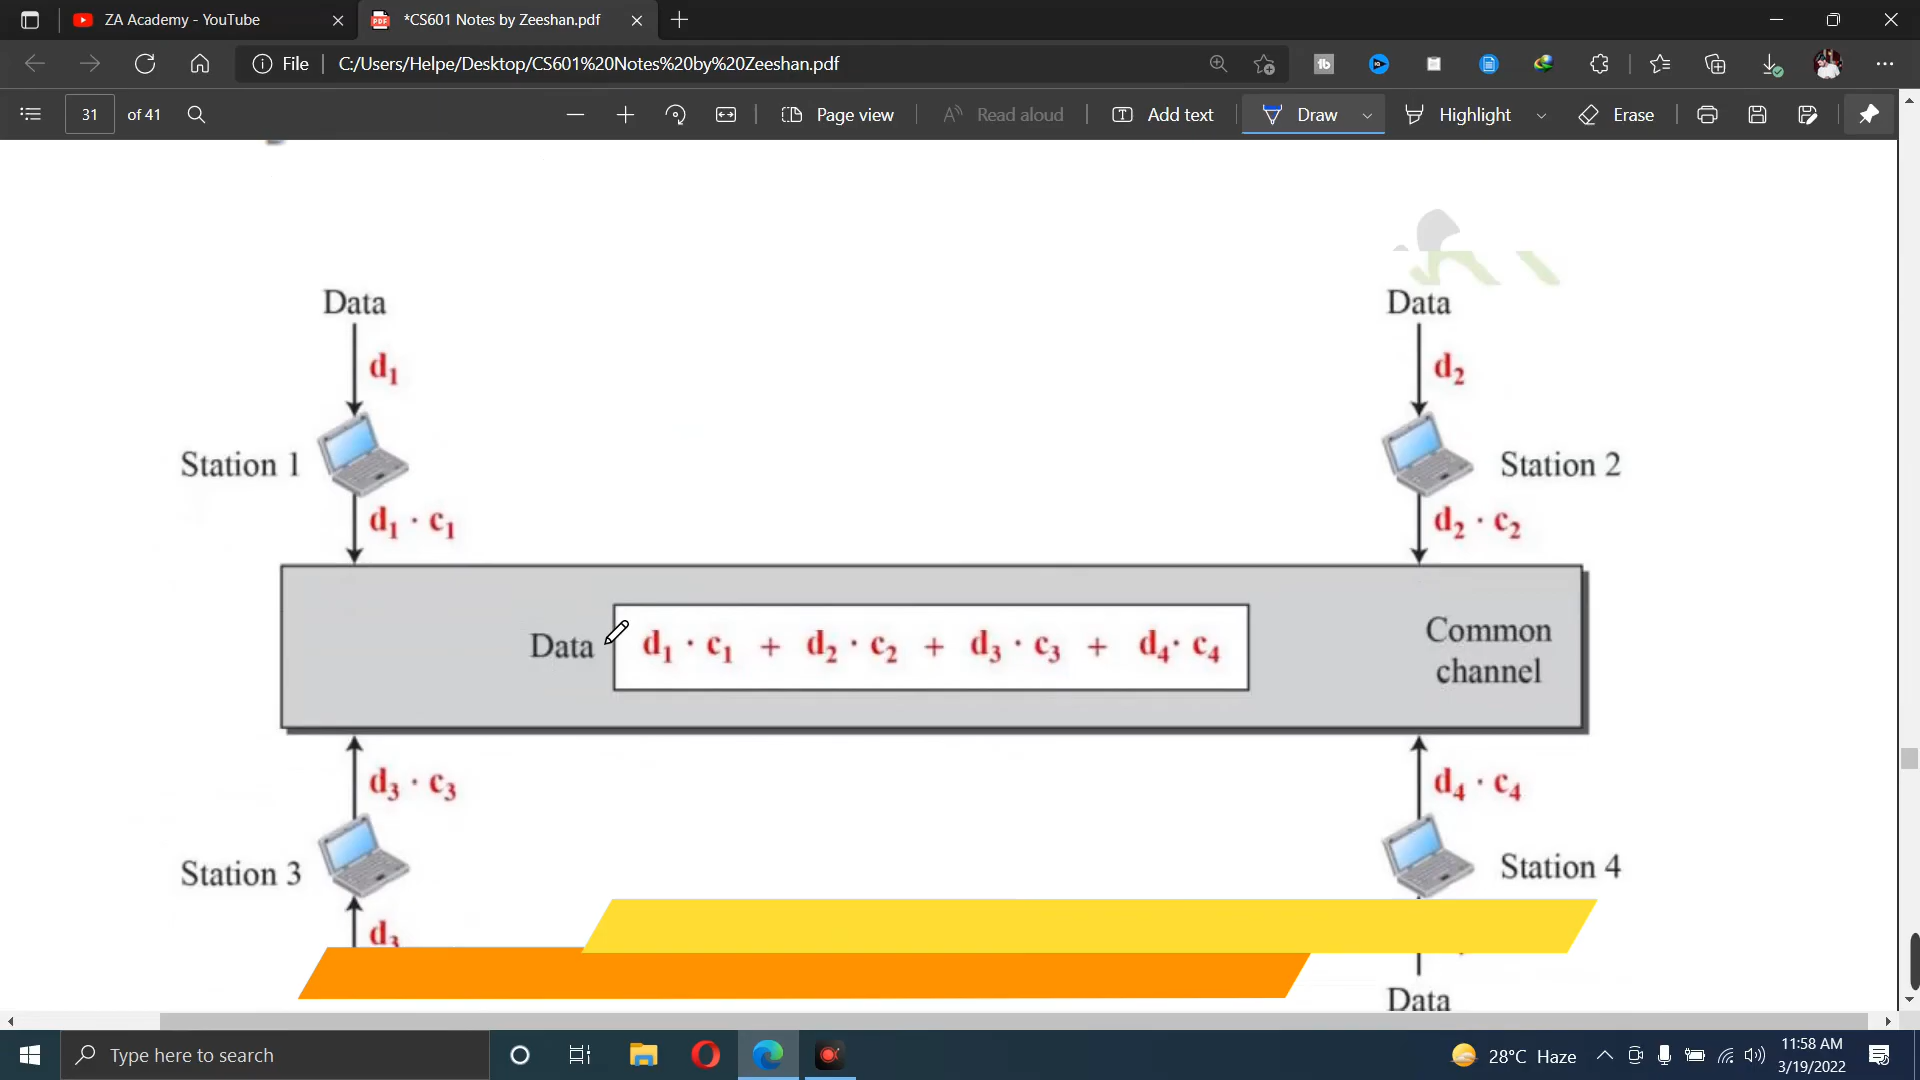 ZA Academy - YouTube
*CS601 Notes by Zeeshan.pdf
File
C:/Users/Helpe/Desktop/CS601%20Notes%20by%20Zeeshan.pdf
31 of 41
Page view
Read aloud
Add text
Draw
Highlight
Erase
Data
Data
d₁
d₂
Station 1
Station 2
d₁ · c₁
d₂ · c₂
Data
d₁ · c₁ + d₂ · c₂ + d₃ · c₃ + d₄ · c₄
Common
channel
d₃ · c₃
d₄ · c₄
Station 3
Station 4
d₃
Data
Type here to search
28°C Haze
11:58 AM
3/19/2022